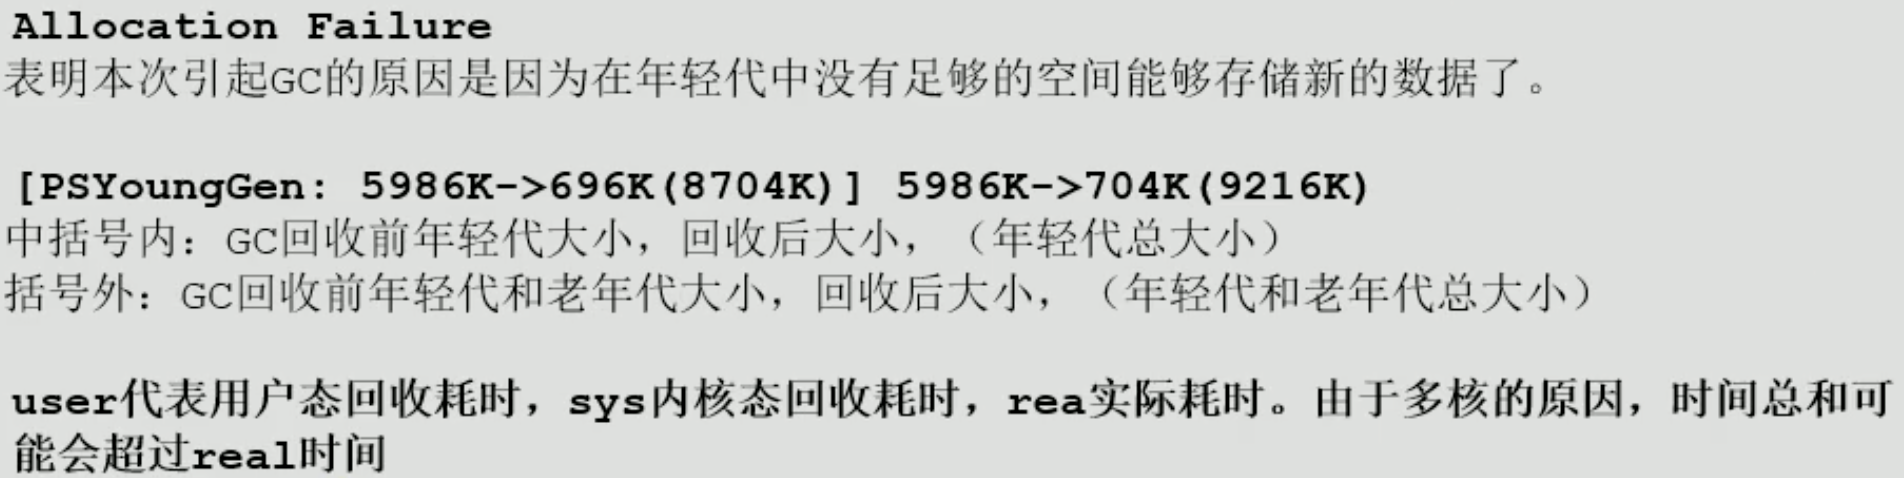 Allocation Failure
表明本次引起GC的原因是因为在年轻代中没有足够的空间能够存储新的数据了。
[PSYoungGen: 5986K->696K(8704K)] 5986K->704K(9216K)
中括号内：GC回收前年轻代大小，回收后大小，（年轻代总大小）
括号外：GC回收前年轻代和老年代大小，回收后大小，（年轻代和老年代总大小）
user代表用户态回收耗时，sys内核态回收耗时，rea实际耗时。由于多核的原因，时间总和可
能会超过real时间